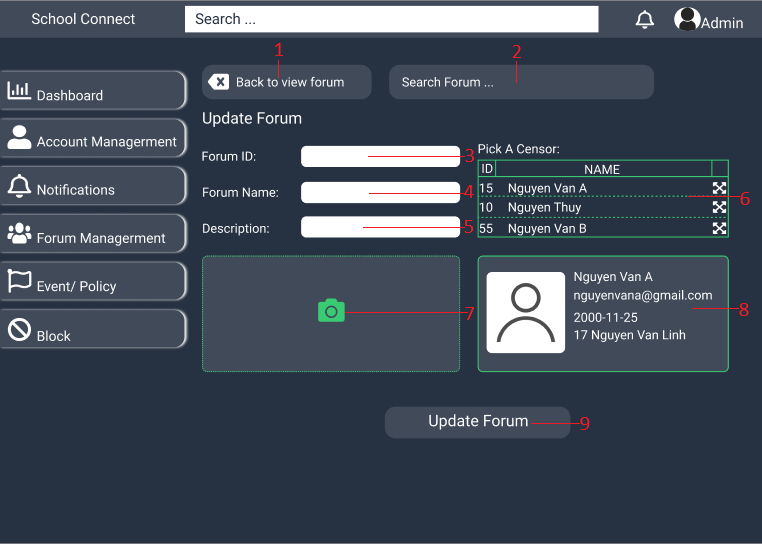 School Connect
Search ...
Admin
1
2
Back to view forum
Search Forum ...
Dashboard
Account Managerment
Notifications
Forum Managerment
Event/ Policy
Block
Update Forum
Forum ID:
3
Forum Name:
4
Description:
5
Pick A Censor:
ID NAME
15 Nguyen Van A
6
10 Nguyen Thuy
55 Nguyen Van B
7
Nguyen Van A
nguyenvana@gmail.com
2000-11-25
8
17 Nguyen Van Linh
Update Forum
9